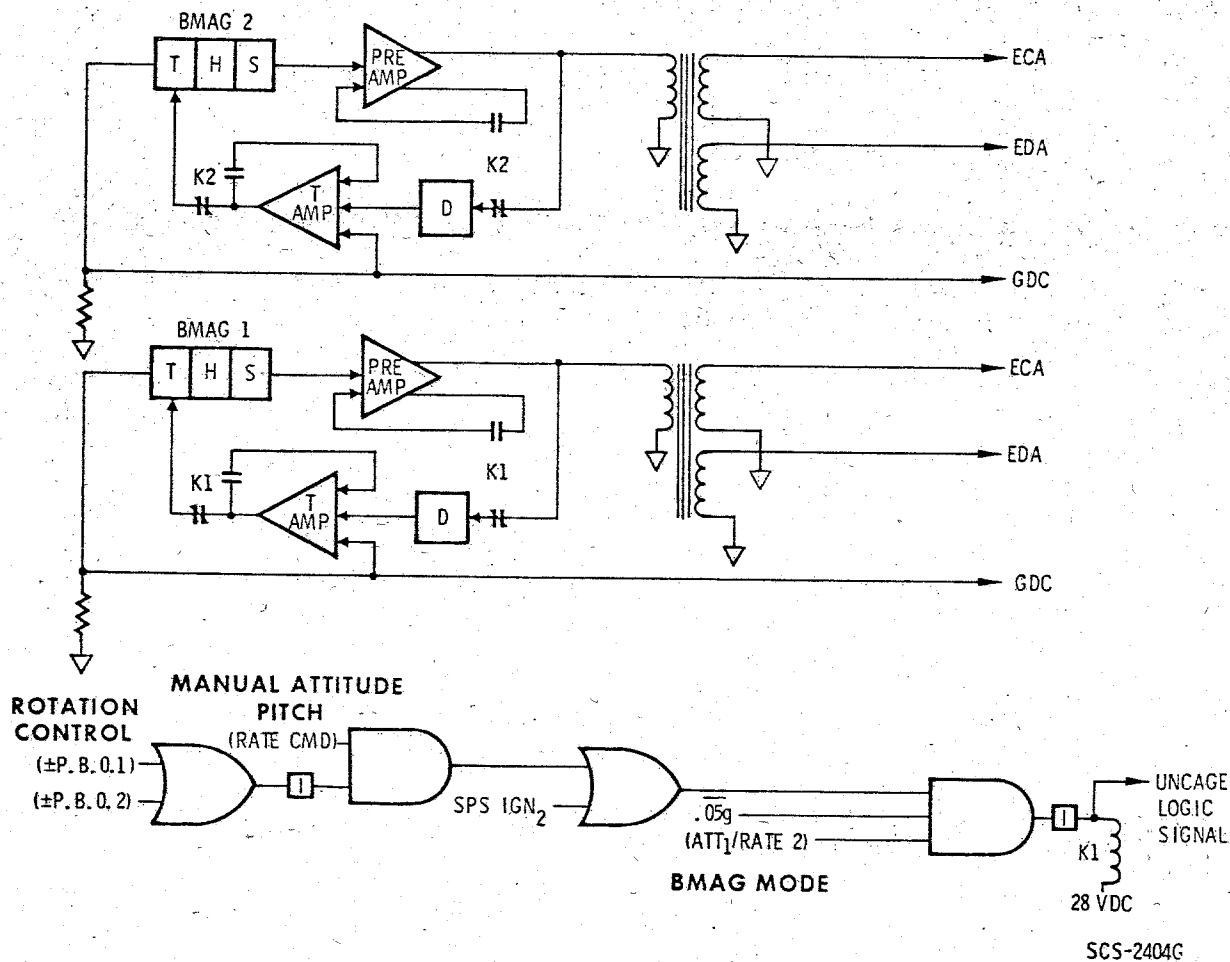 BMAG 2
T H S
PRE AMP
ECA
EDA
K2
K2
T AMP
D
GDC
BMAG 1
T H S
PRE AMP
ECA
EDA
K1
K1
T AMP
D
GDC
ROTATION CONTROL
(±P. B. 0.1)
(±P. B. 0, 2)
I
MANUAL ATTITUDE
PITCH
(RATE CMD)
SPS IGN2
.05g
(ATT1/RATE 2)
BMAG MODE
I
UNCAGE
LOGIC
SIGNAL
K1
28 VDC
SCS-2404G